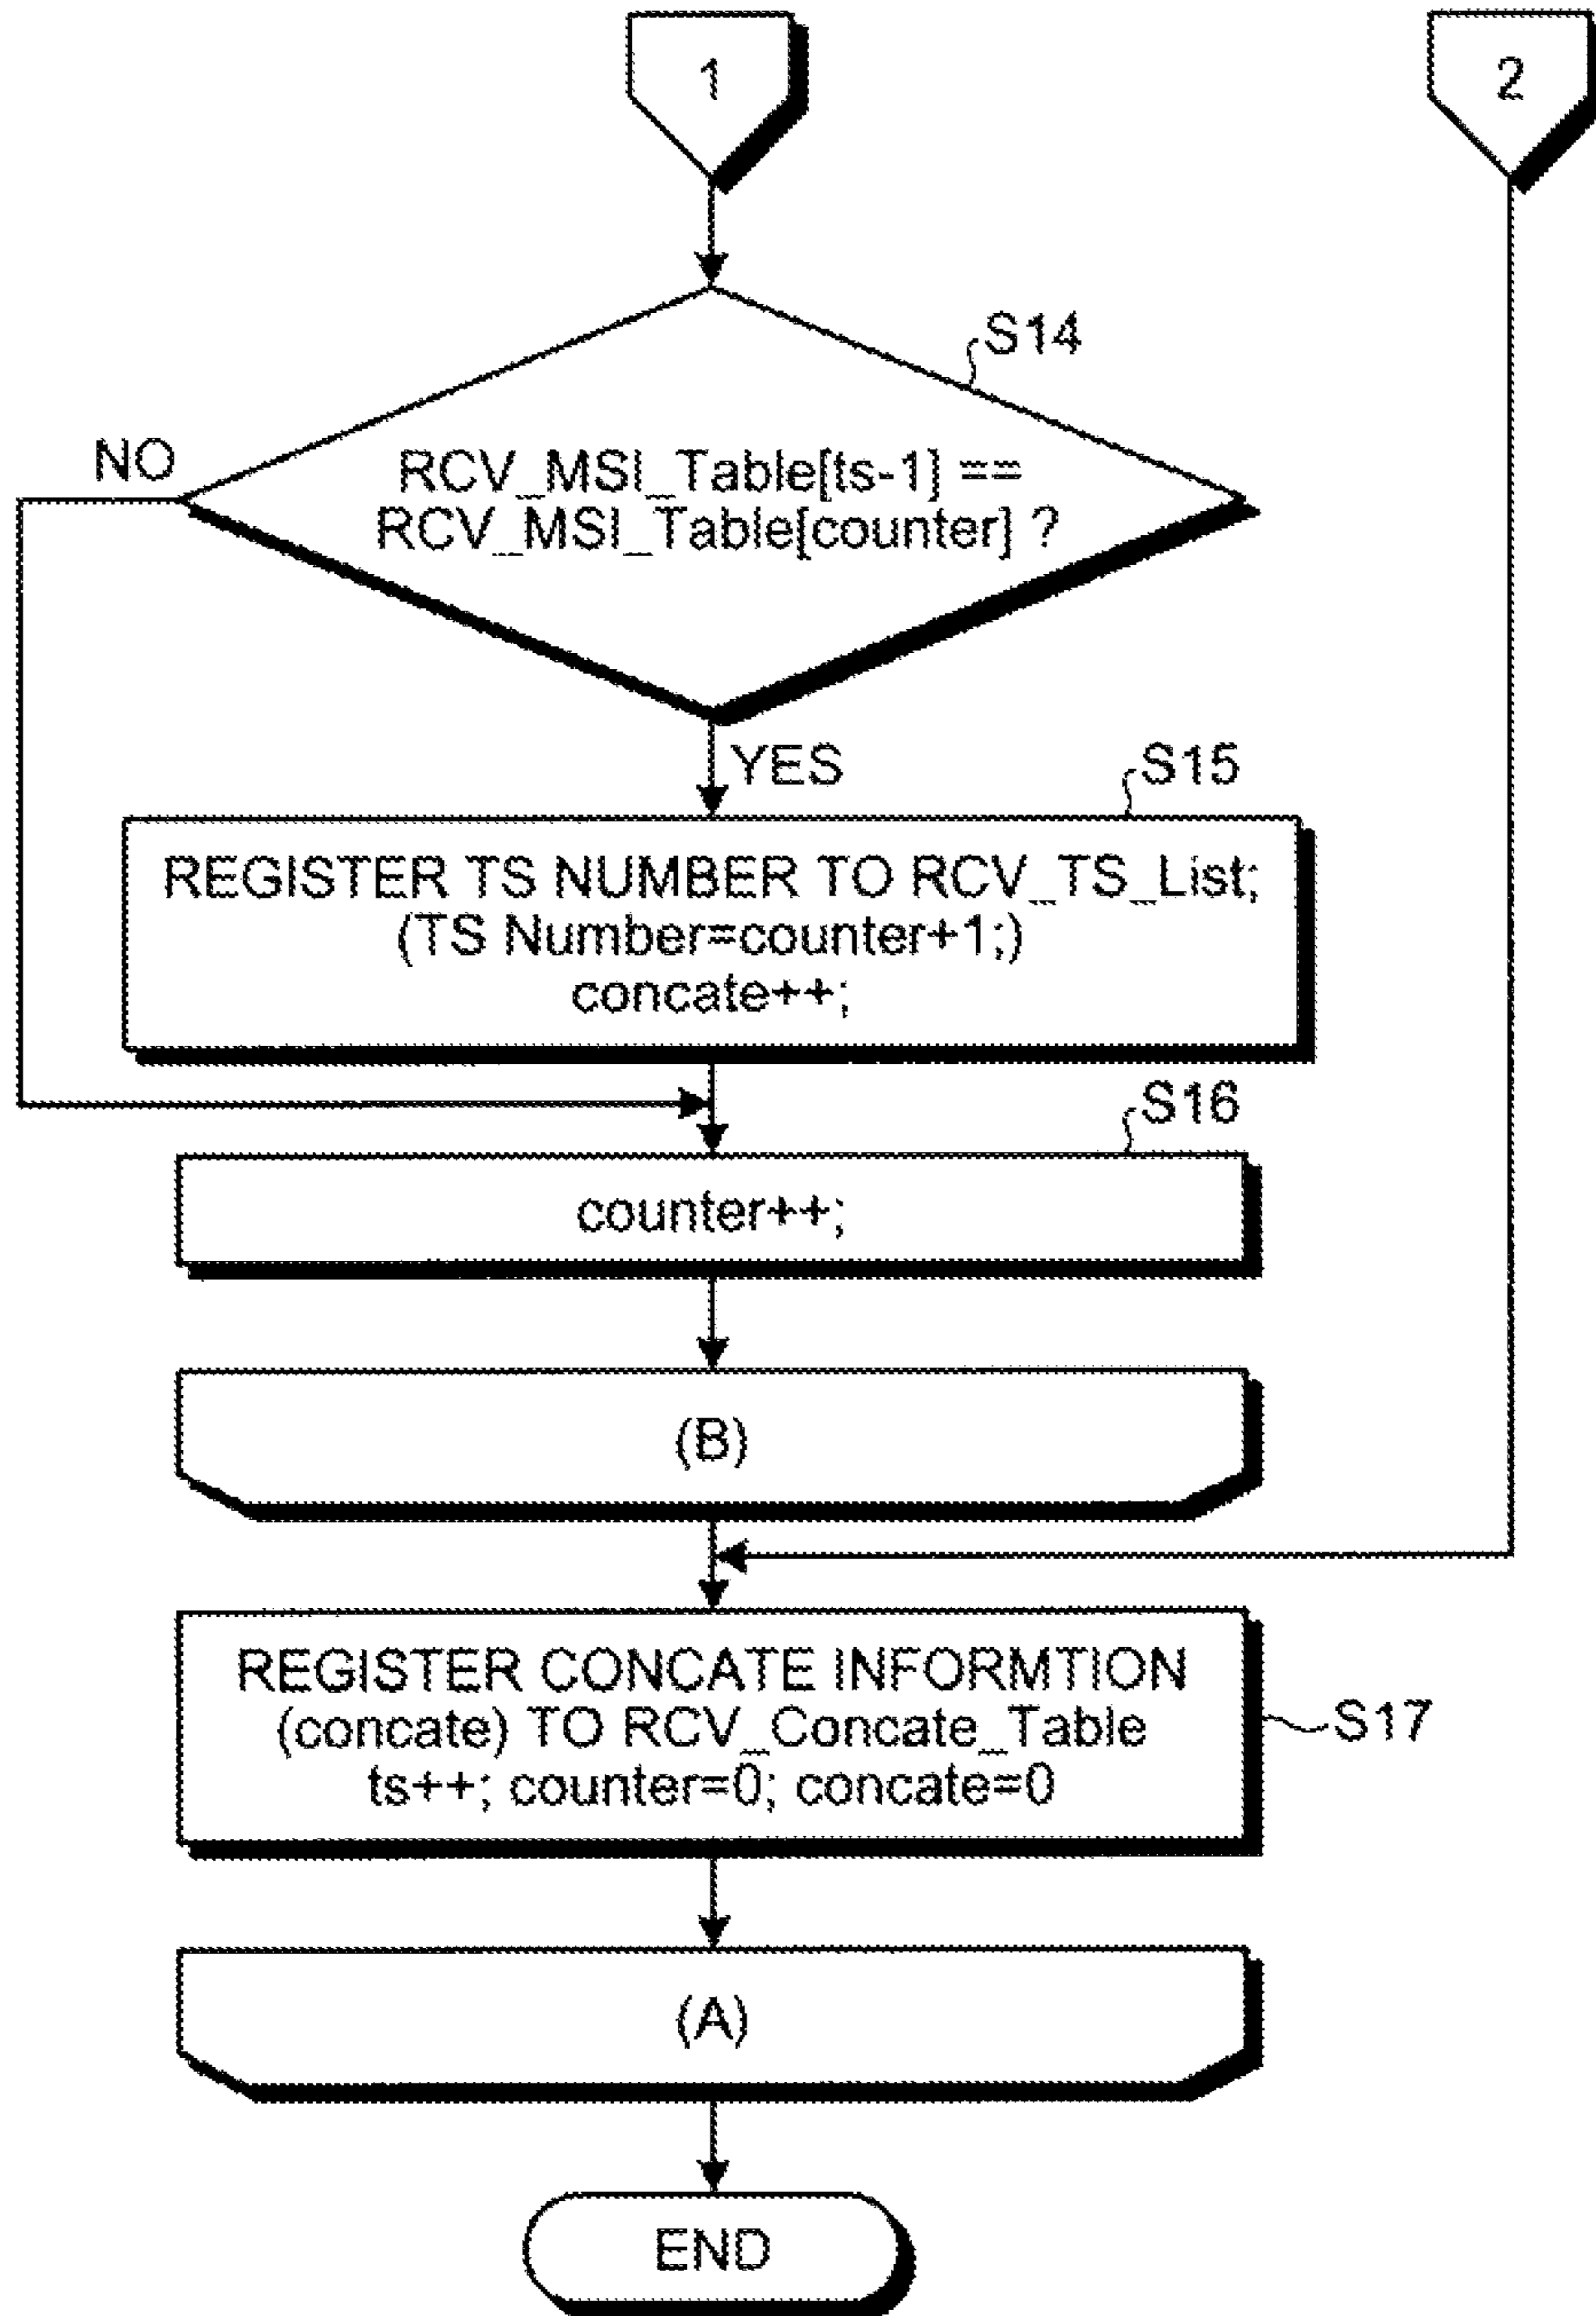 1
2
S14
NO
RCV_MSI_Table[ts-1] ==
RCV_MSI_Table[counter] ?
YES
S15
REGISTER TS NUMBER TO RCV_TS_List;
(TS Number=counter+1;)
concate++;
S16
counter++;
(B)
REGISTER CONCATE INFORMTION
(concate) TO RCV_Concate_Table
ts++; counter=0; concate=0
S17
(A)
END